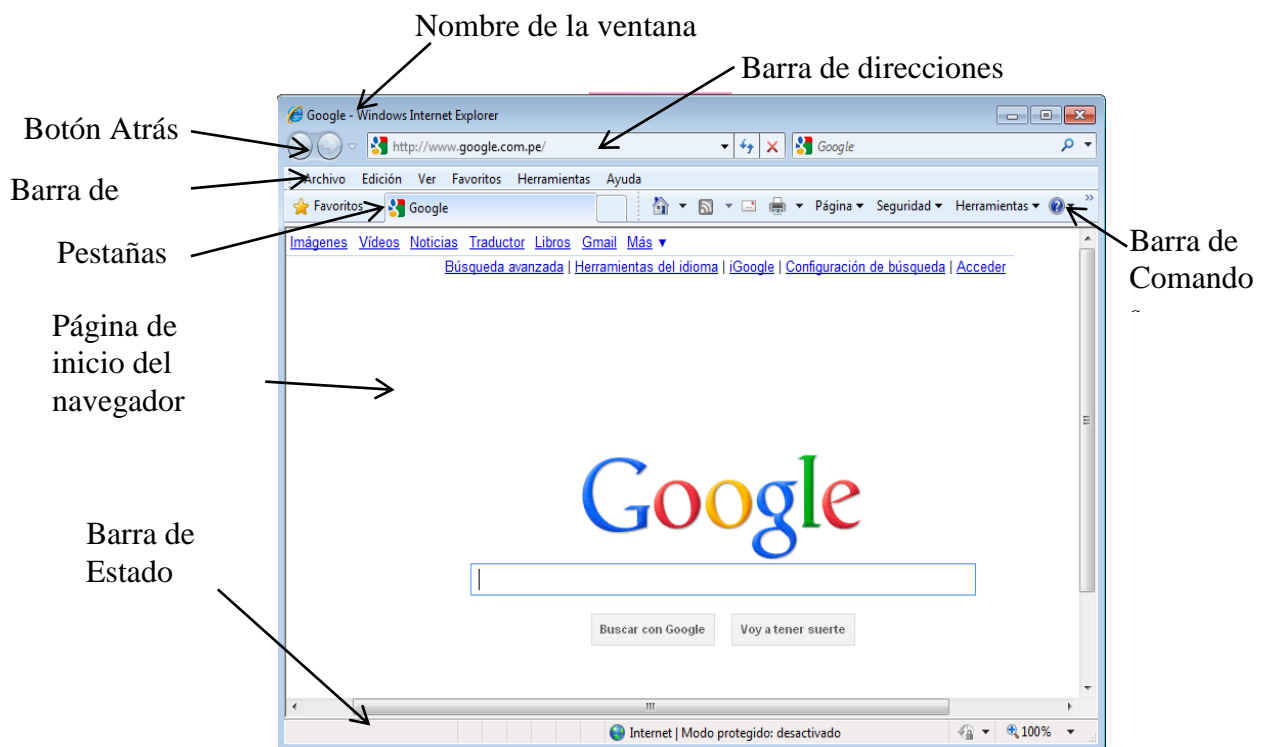 Nombre de la ventana
Barra de direcciones
Google - Windows Internet Explorer
Botón Atrás
http://www.google.com.pe/
Google
Barra de
Archivo Edición Ver Favoritos Herramientas Ayuda
Favoritos Google Página Seguridad Herramientas
Pestañas
Imágenes Vídeos Noticias Traductor Libros Gmail Más
Búsqueda avanzada | Herramientas del idioma | iGoogle | Configuración de búsqueda | Acceder
Barra de
Comando
Página de
inicio del
navegador
Google
Buscar con Google Voy a tener suerte
Barra de
Estado
Internet | Modo protegido: desactivado 100%